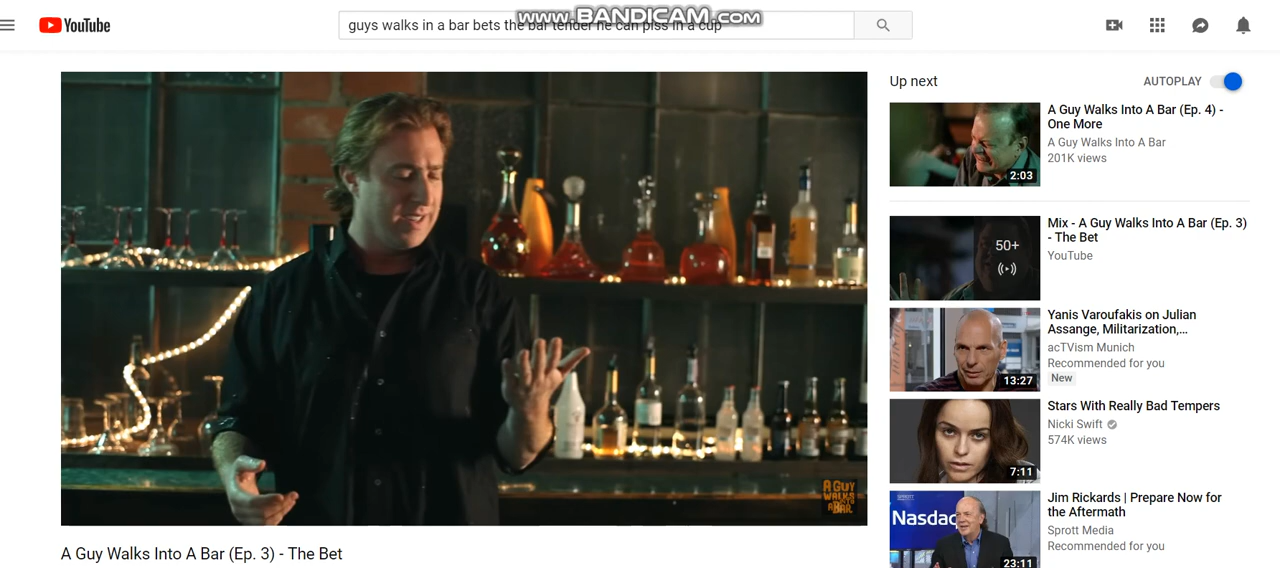 www.BANDICAM.com
YouTube
guys walks in a bar bets the bar tender he can piss in a cup
A GUY
WALKS
INTO
A BAR.
A Guy Walks Into A Bar (Ep. 3) - The Bet
Up next
AUTOPLAY
2:03
A Guy Walks Into A Bar (Ep. 4) -
One More
A Guy Walks Into A Bar
201K views
50+
Mix - A Guy Walks Into A Bar (Ep. 3)
- The Bet
YouTube
13:27
Yanis Varoufakis on Julian
Assange, Militarization,...
acTVism Munich
Recommended for you
New
7:11
Stars With Really Bad Tempers
Nicki Swift
574K views
SPROTT
Nasdaq
23:11
Jim Rickards | Prepare Now for
the Aftermath
Sprott Media
Recommended for you